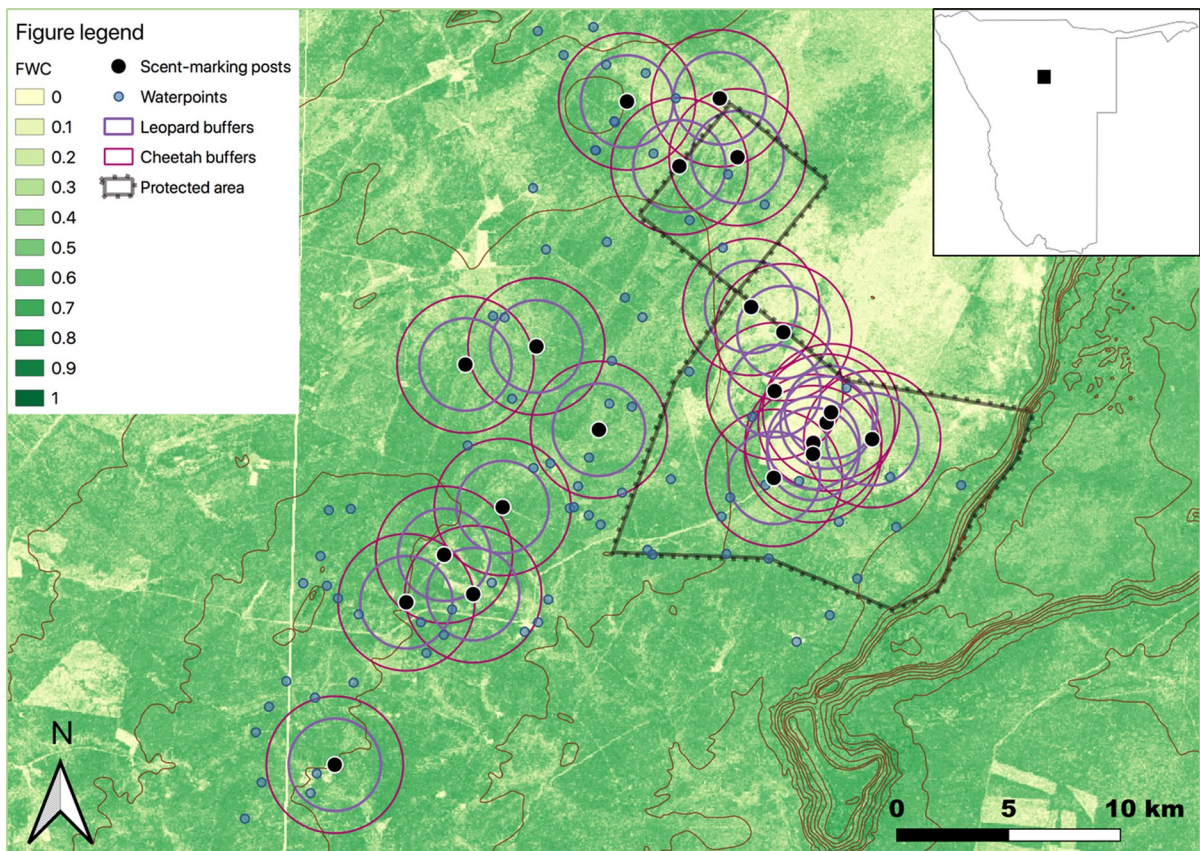 Figure legend
FWC
0
0.1
0.2
0.3
0.4
0.5
0.6
0.7
0.8
0.9
1
Scent-marking posts
Waterpoints
Leopard buffers
Cheetah buffers
Protected area
N
0 5 10 km